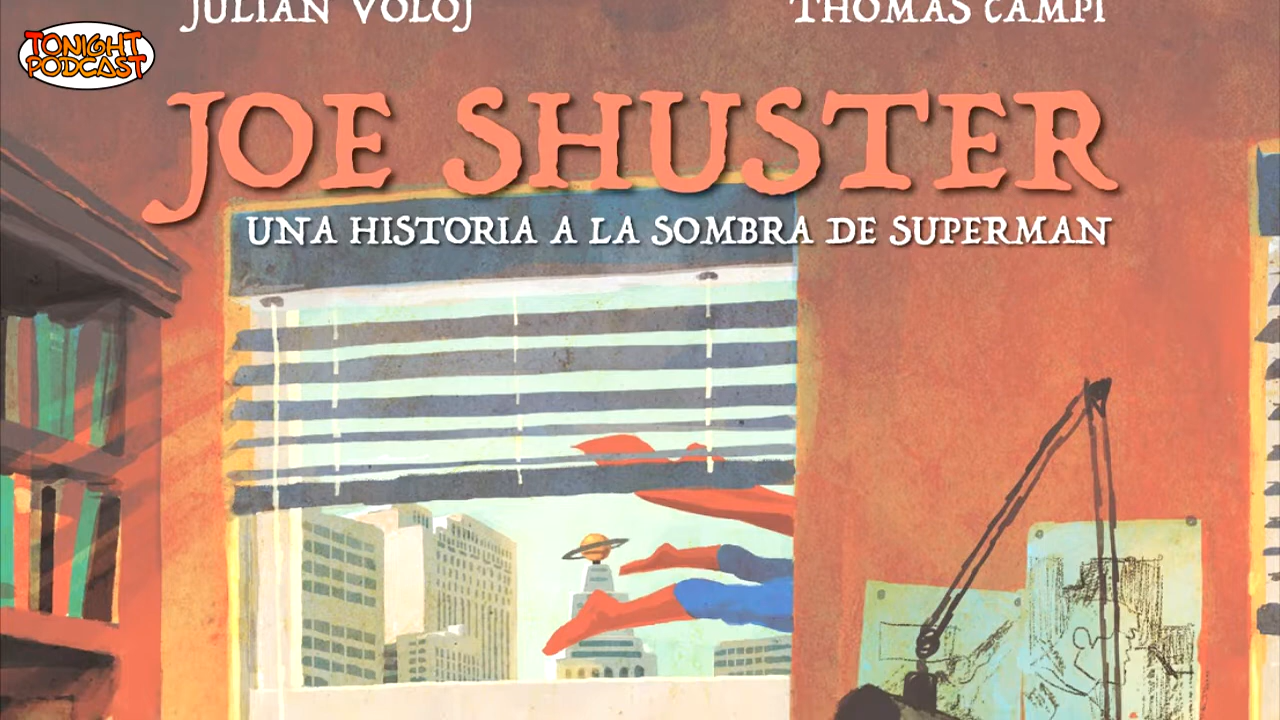 JULIAN VOLOJ
THOMAS CAMPI
TONIGHT
PODCAST
JOE SHUSTER
UNA HISTORIA A LA SOMBRA DE SUPERMAN